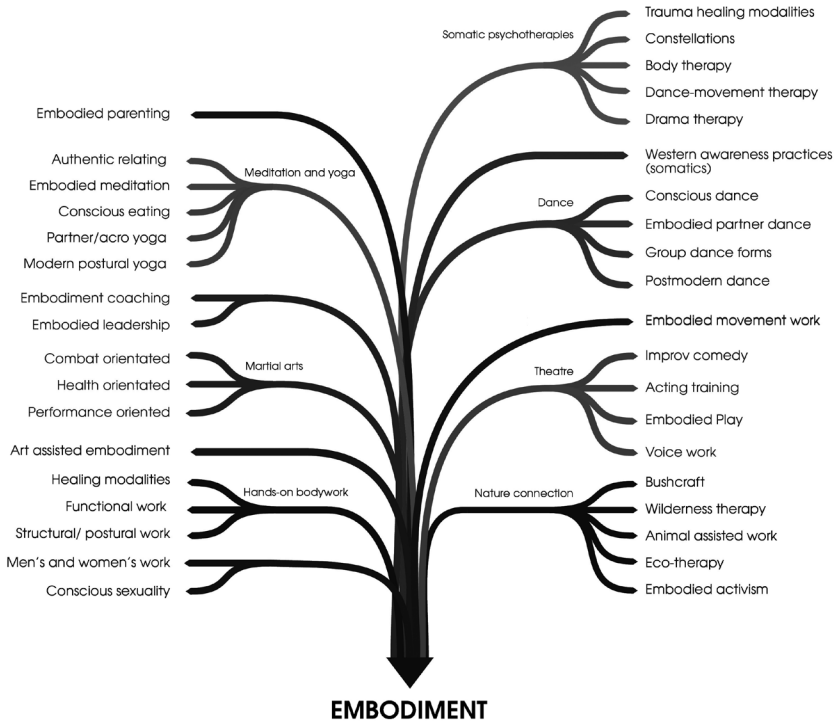 Somatic psychotherapies
Trauma healing modalities
Constellations
Body therapy
Dance-movement therapy
Drama therapy
Embodied parenting
Authentic relating
Embodied meditation
Conscious eating
Partner/acro yoga
Modern postural yoga
Meditation and yoga
Western awareness practices
(somatics)
Dance
Conscious dance
Embodied partner dance
Group dance forms
Postmodern dance
Embodiment coaching
Embodied leadership
Embodied movement work
Combat orientated
Health orientated
Performance oriented
Martial arts
Theatre
Improv comedy
Acting training
Embodied Play
Voice work
Art assisted embodiment
Healing modalities
Functional work
Structural/ postural work
Hands-on bodywork
Nature connection
Bushcraft
Wilderness therapy
Animal assisted work
Eco-therapy
Embodied activism
Men's and women's work
Conscious sexuality
EMBODIMENT